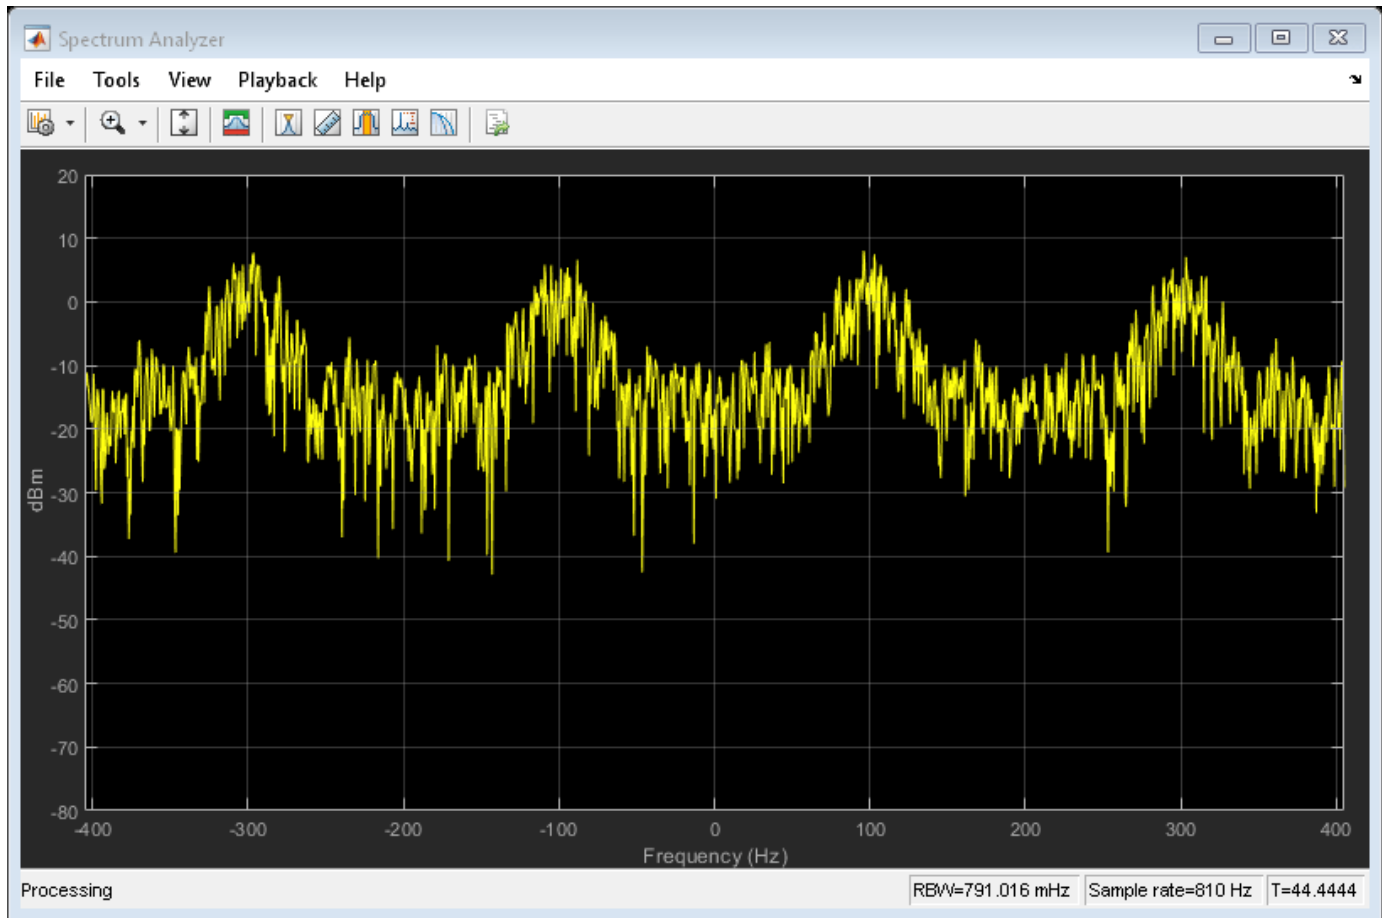 Spectrum Analyzer
File Tools View Playback Help
20
10
0
-10
-20
-30
-40
-50
-60
-70
-80
dBm
-400 -300 -200 -100 0 100 200 300 400
Frequency (Hz)
Processing RBW=791.016 mHz Sample rate=810 Hz T=44.4444